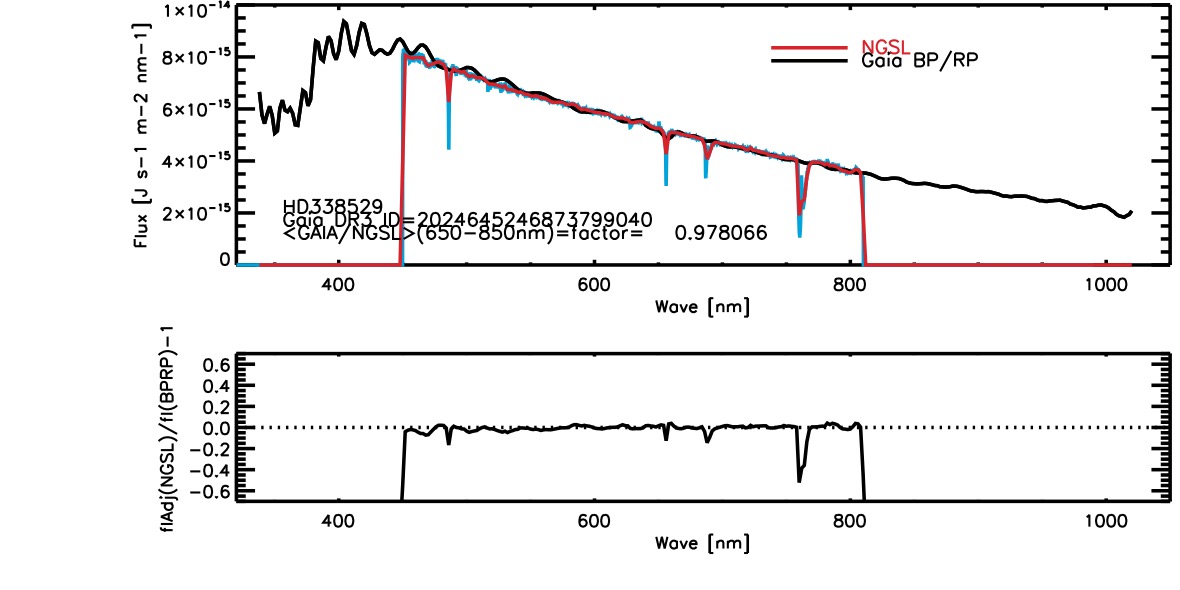 1×10⁻¹⁴
8×10⁻¹⁵
6×10⁻¹⁵
4×10⁻¹⁵
2×10⁻¹⁵
0
Flux [J s-1 m-2 nm-1]
NGSL
Gaia BP/RP
HD338529
Gaia DR3 ID=2024645246873799040
<GAIA/NGSL>(650-850nm)=factor= 0.978066
400 600 800 1000
Wave [nm]
flAdj(NGSL)/fl(BPRP)-1
0.6
0.4
0.2
0.0
-0.2
-0.4
-0.6
400 600 800 1000
Wave [nm]